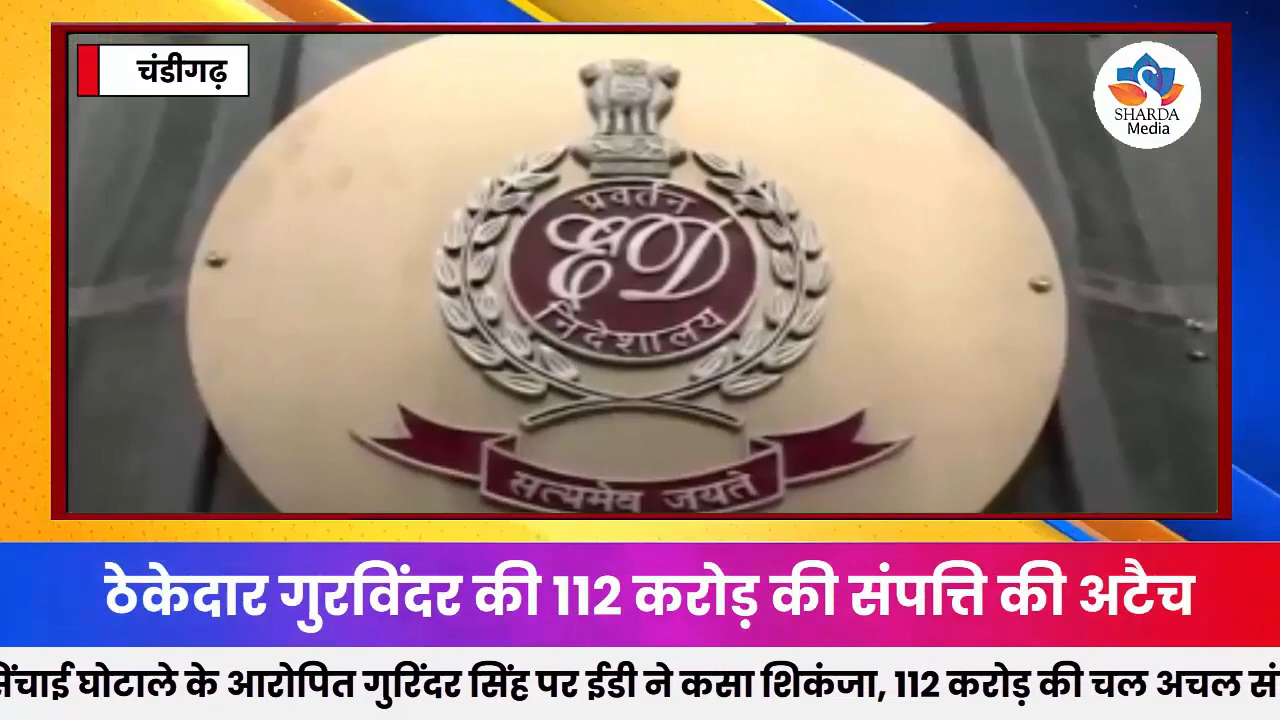 चंडीगढ़
SHARDA
Media
प्रवर्तन
ED
निदेशालय
सत्यमेव जयते
ठेकेदार गुरविंदर की 112 करोड़ की संपत्ति की अटैच
सिंचाई घोटाले के आरोपित गुरिंदर सिंह पर ईडी ने कसा शिकंजा, 112 करोड़ की चल अचल सं